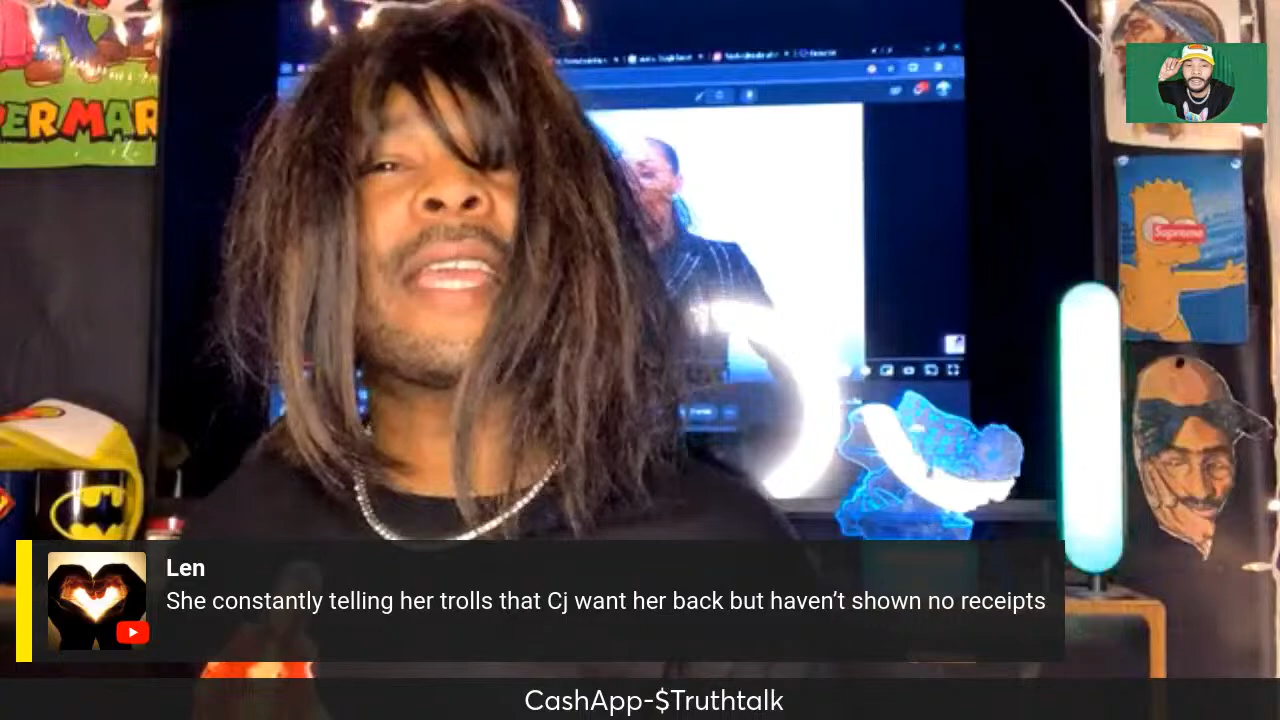 ERMAR
Supreme
Len
She constantly telling her trolls that Cj want her back but haven't shown no receipts
CashApp-$Truthtalk